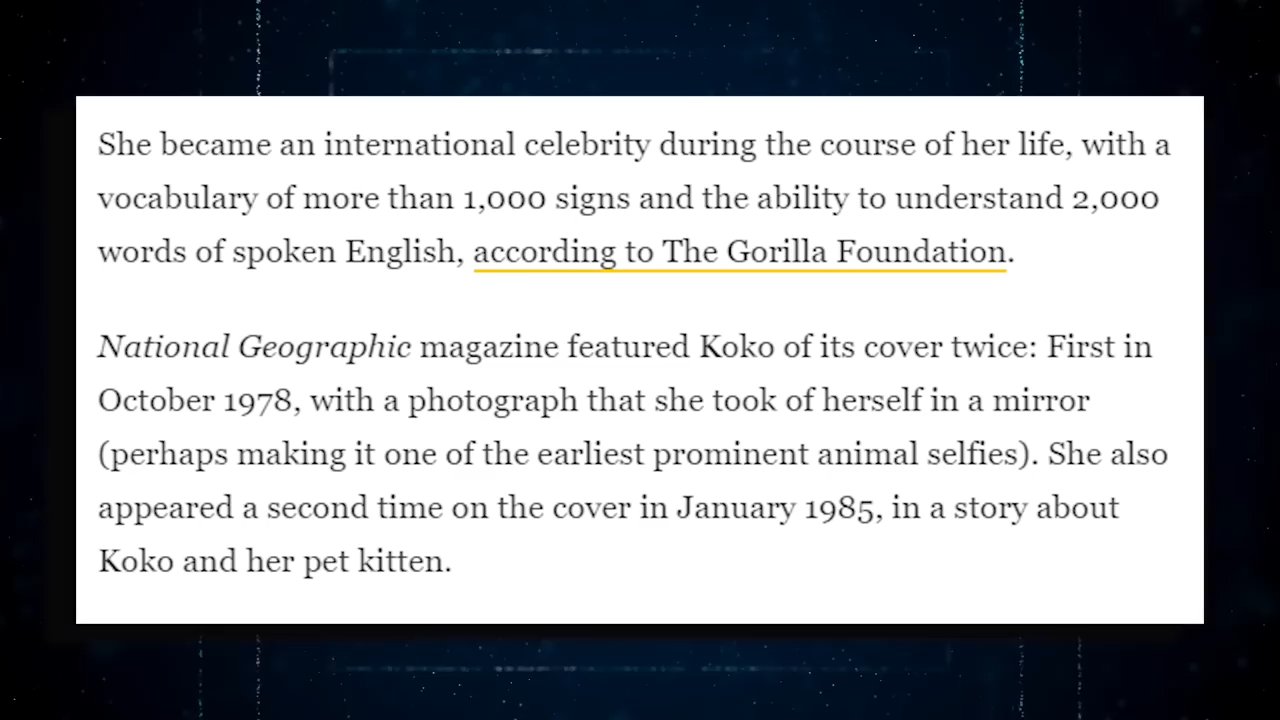 She became an international celebrity during the course of her life, with a
vocabulary of more than 1,000 signs and the ability to understand 2,000
words of spoken English, according to The Gorilla Foundation.
National Geographic magazine featured Koko of its cover twice: First in
October 1978, with a photograph that she took of herself in a mirror
(perhaps making it one of the earliest prominent animal selfies). She also
appeared a second time on the cover in January 1985, in a story about
Koko and her pet kitten.